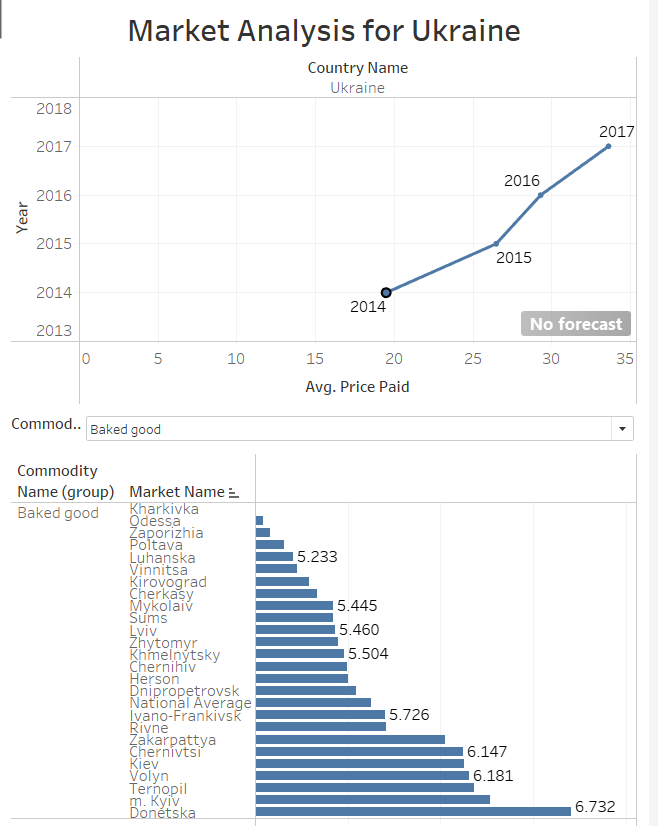 Market Analysis for Ukraine
Country Name
Ukraine
2018
2017
2016
2015
2014
2013
Year
2017
2016
2015
2014
No forecast
0 5 10 15 20 25 30 35
Avg. Price Paid
Commod.. Baked good
Commodity
Name (group) Market Name
Baked good Kharkivka
Odessa
Zaporizhia
Poltava
Luhanska 5.233
Vinnitsa
Kirovograd
Cherkasy
Mykolaiv 5.445
Sums
Lviv 5.460
Zhytomyr
Khmelnytsky 5.504
Chernihiv
Herson
Dnipropetrovsk
National Average
Ivano-Frankivsk 5.726
Rivne
Zakarpattya
Chernivtsi 6.147
Kiev
Volyn 6.181
Ternopil
m. Kyiv
Donetska 6.732